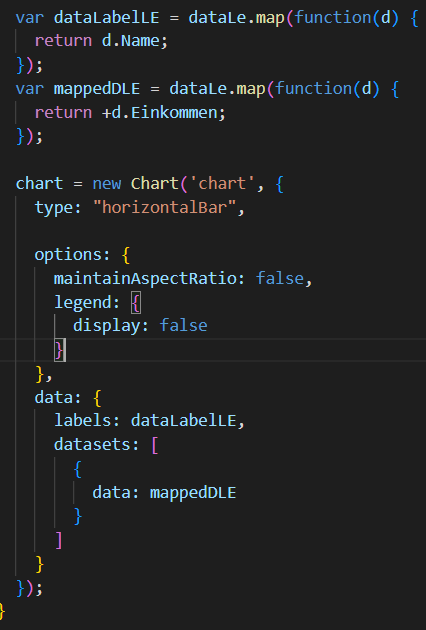 var dataLabelLE = dataLe.map(function(d) {
  return d.Name;
});
var mappedDLE = dataLe.map(function(d) {
  return +d.Einkommen;
});

chart = new Chart('chart', {
  type: "horizontalBar",

  options: {
    maintainAspectRatio: false,
    legend: {
      display: false
    }
  },
  data: {
    labels: dataLabelLE,
    datasets: [
      {
        data: mappedDLE
      }
    ]
  }
});
}